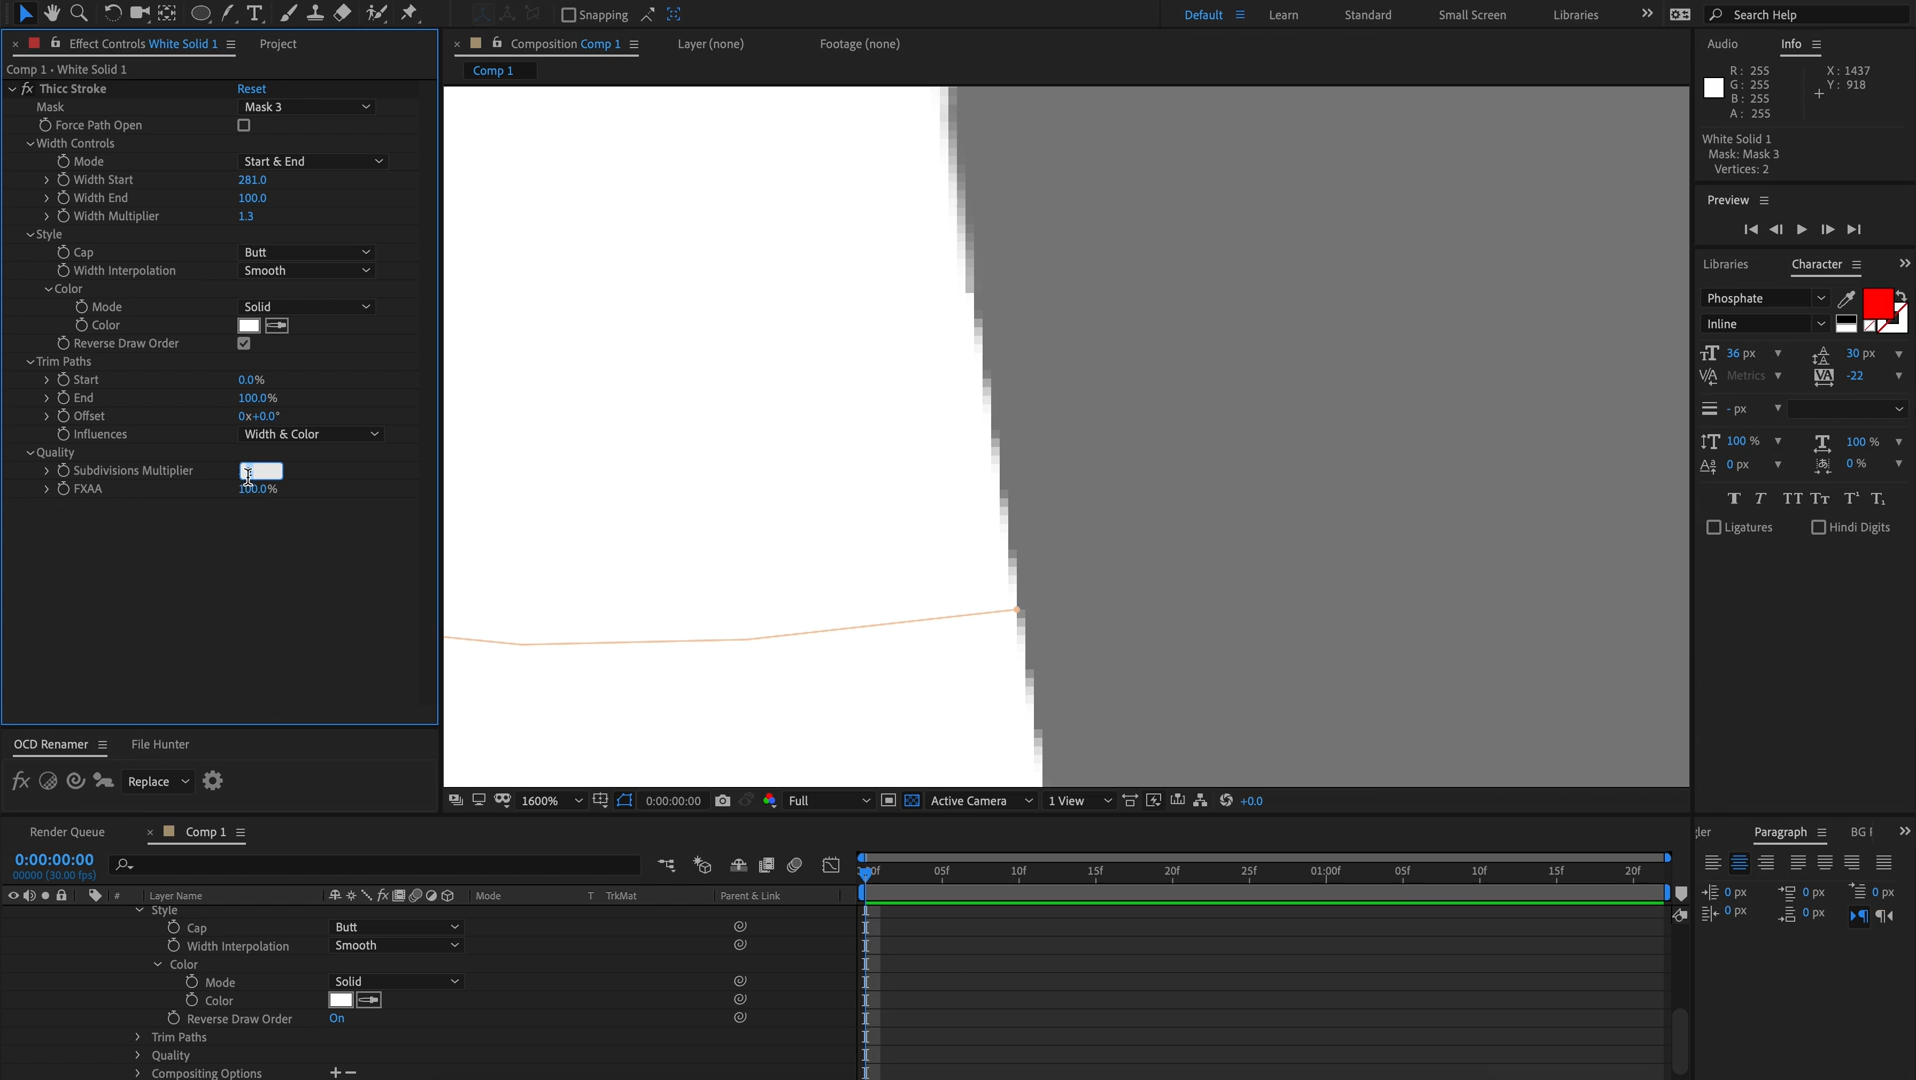 Snapping
Default
Learn
Standard
Small Screen
Libraries
Search Help
Effect Controls White Solid 1
Project
Composition Comp 1
Layer (none)
Footage (none)
Audio
Info
Comp 1 • White Solid 1
Comp 1
R: 255
G: 255
B: 255
A: 255
X: 1437
Y: 918
fx Thicc Stroke Reset
Mask Mask 3
Force Path Open
Width Controls
Mode Start & End
Width Start 281.0
Width End 100.0
Width Multiplier 1.3
Style
Cap Butt
Width Interpolation Smooth
Color
Mode Solid
Color
Reverse Draw Order
Trim Paths
Start 0.0%
End 100.0%
Offset 0x+0.0°
Influences Width & Color
Quality
Subdivisions Multiplier
FXAA 100.0%
White Solid 1
Mask: Mask 3
Vertices: 2
Preview
Libraries
Character
Phosphate
Inline
36 px
30 px
Metrics
-22
- px
100 %
100 %
0 px
0 %
T T TT Tt T¹ T₁
Ligatures
Hindi Digits
OCD Renamer
File Hunter
fx
Replace
1600%
0:00:00:00
Full
Active Camera
1 View
+0.0
Render Queue
Comp 1
0:00:00:00
00000 (30.00 fps)
# Layer Name
fx
Mode
T TrkMat
Parent & Link
05f 10f 15f 20f 25f 01:00f 05f 10f 15f 20f
Style
Cap Butt
Width Interpolation Smooth
Color
Mode Solid
Color
Reverse Draw Order On
Trim Paths
Quality
Compositing Options
Paragraph
0 px
0 px
0 px
0 px
0 px